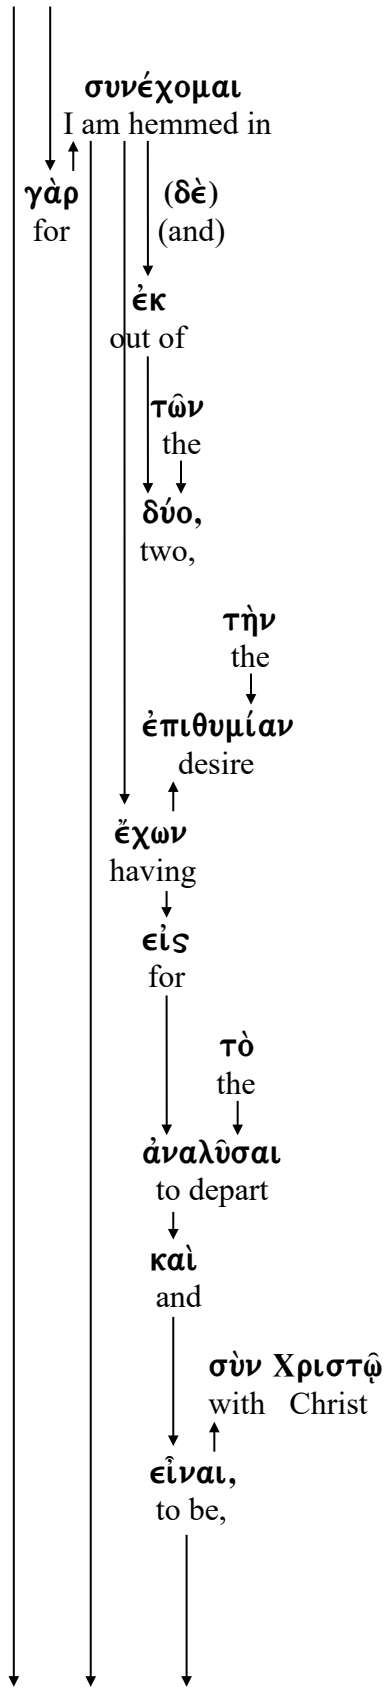 συνέχομαι
I am hemmed in
γὰρ (δὲ)
for (and)
ἐκ
out of
τῶν
the
δύο,
two,
τὴν
the
ἐπιθυμίαν
desire
ἔχων
having
εἰς
for
τὸ
the
ἀναλῦσαι
to depart
καὶ
and
σὺν Χριστῷ
with Christ
εἶναι,
to be,